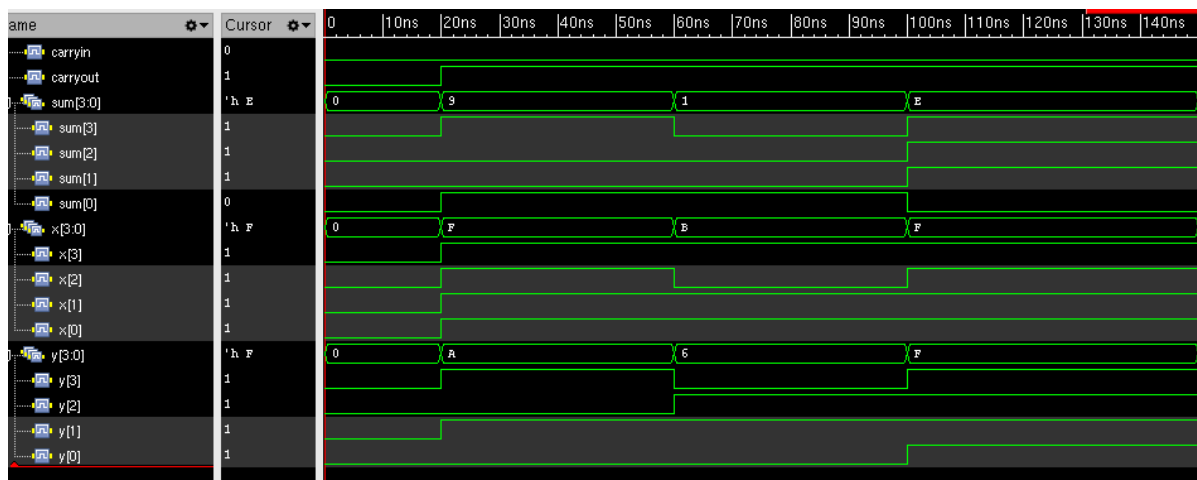 ame Cursor 0 10ns 20ns 30ns 40ns 50ns 60ns 70ns 80ns 90ns 100ns 110ns 120ns 130ns 140ns
carryin 0
carryout 1
sum[3:0] 'h E 0 9 1 E
sum[3] 1
sum[2] 1
sum[1] 1
sum[0] 0
x[3:0] 'h F 0 F B F
x[3] 1
x[2] 1
x[1] 1
x[0] 1
y[3:0] 'h F 0 A 6 F
y[3] 1
y[2] 1
y[1] 1
y[0] 1